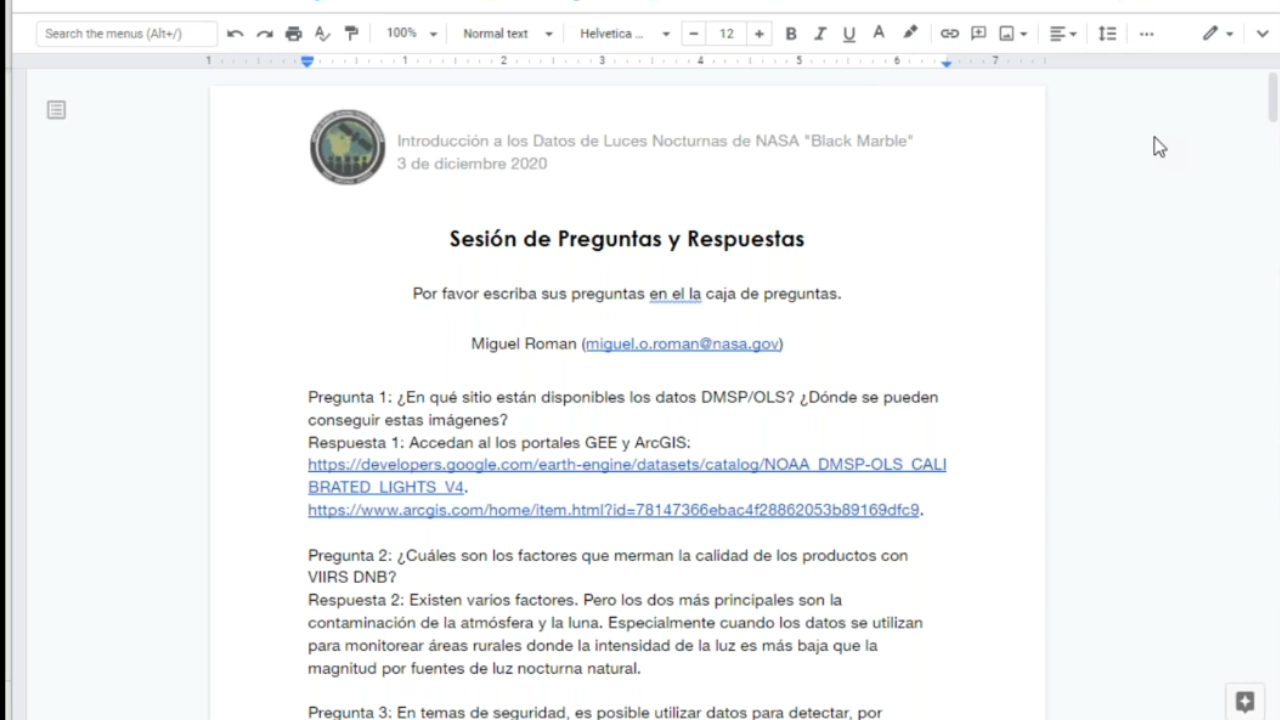 Search the menus (Alt+/)
100%
Normal text
Helvetica ...
12
B I U A
1 1 2 3 4 5 6 7
Introducción a los Datos de Luces Nocturnas de NASA "Black Marble"
3 de diciembre 2020
Sesión de Preguntas y Respuestas
Por favor escriba sus preguntas en el la caja de preguntas.
Miguel Roman (miguel.o.roman@nasa.gov)
Pregunta 1: ¿En qué sitio están disponibles los datos DMSP/OLS? ¿Dónde se pueden
conseguir estas imágenes?
Respuesta 1: Accedan al los portales GEE y ArcGIS:
https://developers.google.com/earth-engine/datasets/catalog/NOAA_DMSP-OLS_CALI
BRATED_LIGHTS_V4.
https://www.arcgis.com/home/item.html?id=78147366ebac4f28862053b89169dfc9.
Pregunta 2: ¿Cuáles son los factores que merman la calidad de los productos con
VIIRS DNB?
Respuesta 2: Existen varios factores. Pero los dos más principales son la
contaminación de la atmósfera y la luna. Especialmente cuando los datos se utilizan
para monitorear áreas rurales donde la intensidad de la luz es más baja que la
magnitud por fuentes de luz nocturna natural.
Pregunta 3: En temas de seguridad, es posible utilizar datos para detectar, por